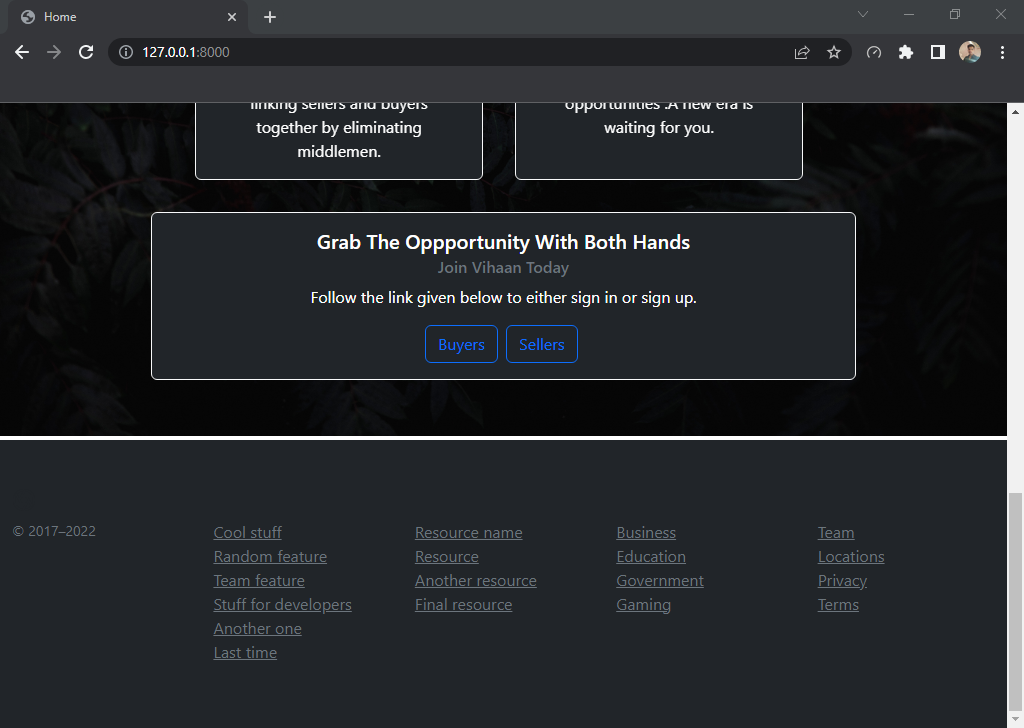 Home
127.0.0.1:8000
linking sellers and buyers
together by eliminating
middlemen.
opportunities .A new era is
waiting for you.
Grab The Oppportunity With Both Hands
Join Vihaan Today
Follow the link given below to either sign in or sign up.
Buyers
Sellers
© 2017–2022
Cool stuff
Random feature
Team feature
Stuff for developers
Another one
Last time
Resource name
Resource
Another resource
Final resource
Business
Education
Government
Gaming
Team
Locations
Privacy
Terms